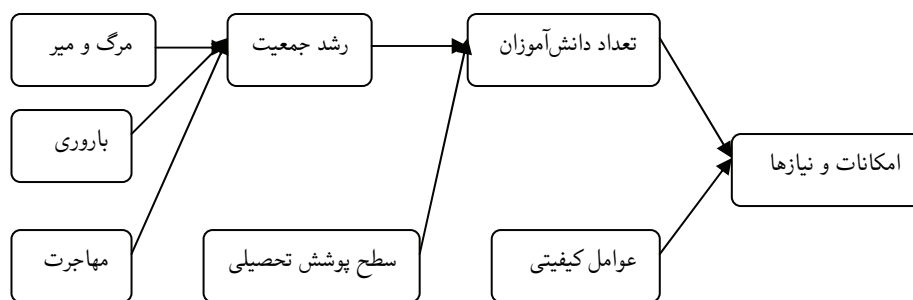 مرگ و میر
رشد جمعیت
تعداد دانش‌آموزان
باروری
امکانات و نیازها
مهاجرت
سطح پوشش تحصیلی
عوامل کیفیتی